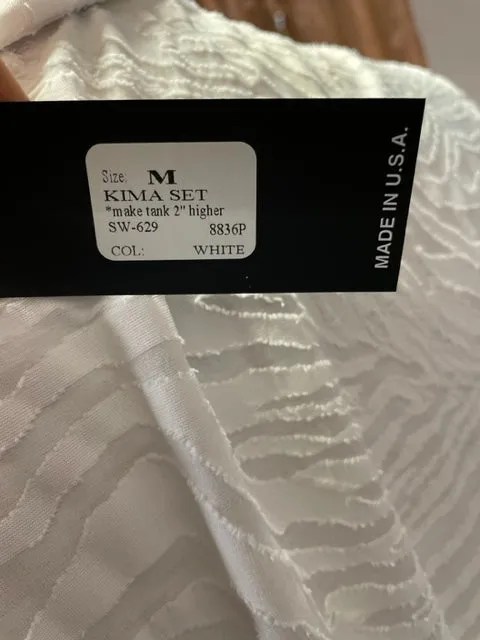 Size: M
KIMA SET
*make tank 2" higher
SW-629 8836P
COL: WHITE
MADE IN U.S.A.